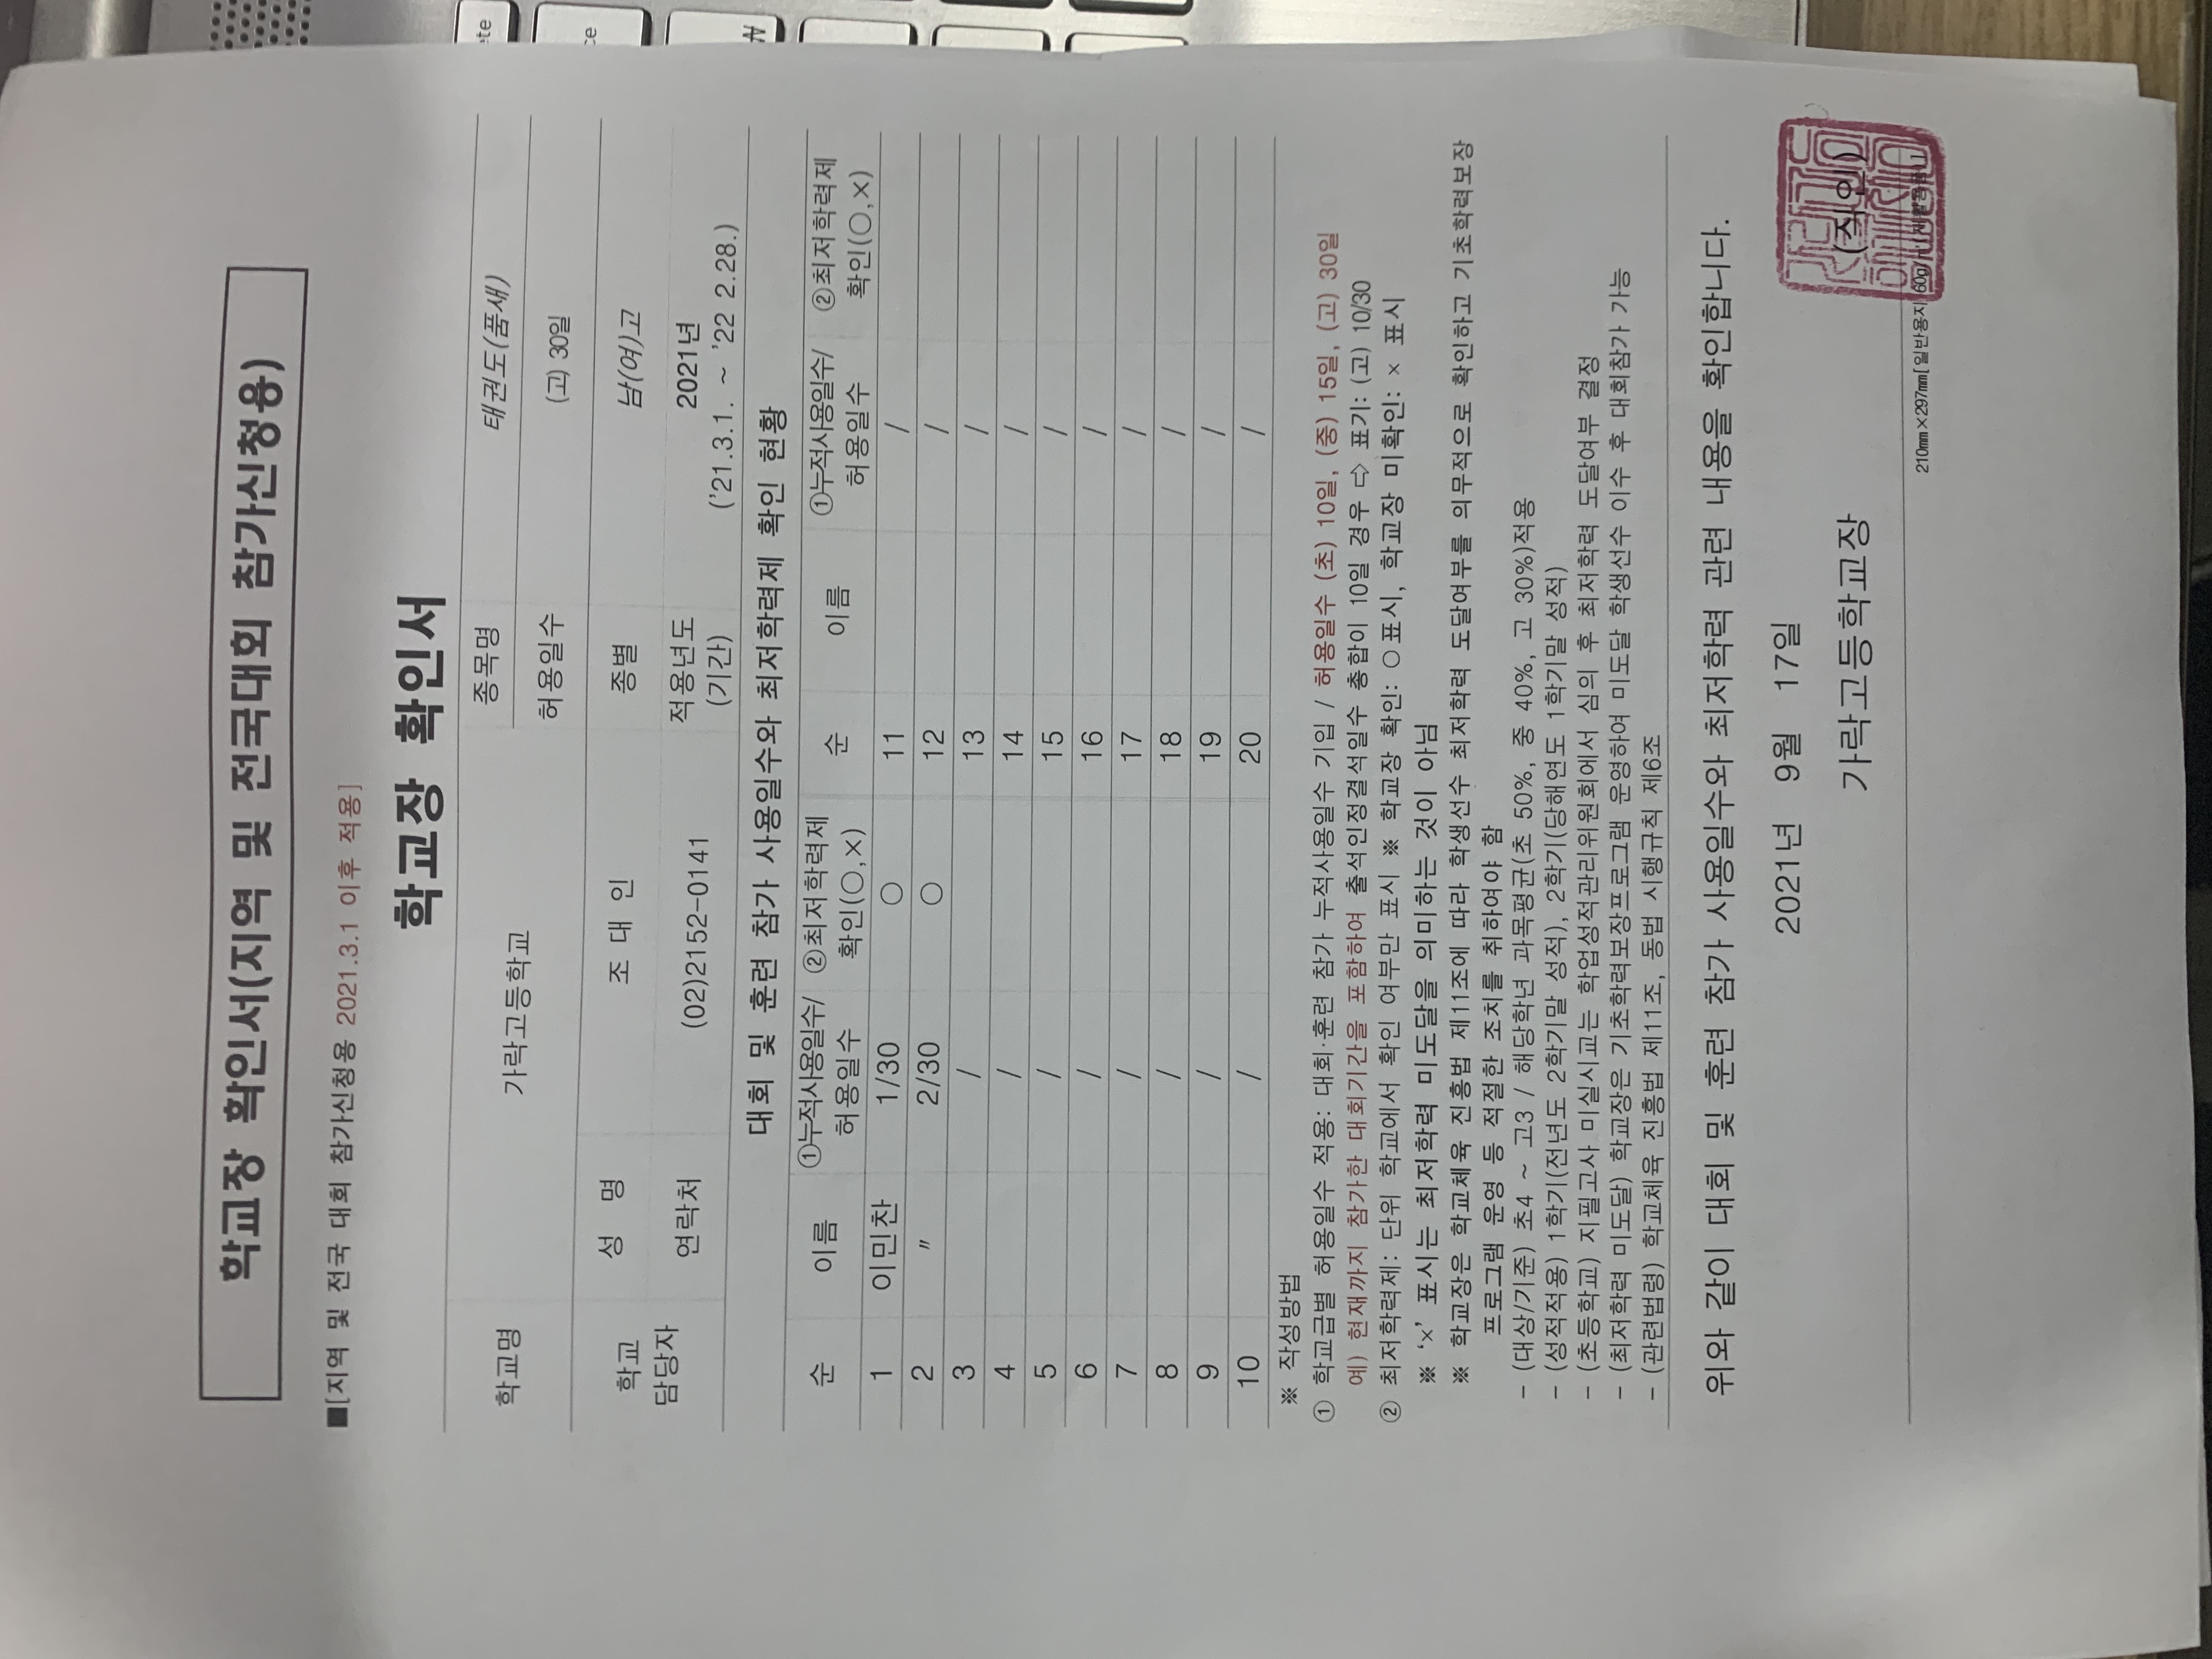 학교장 확인서(지역 및 전국대회 참가신청용)
■[지역 및 전국 대회 참가신청용 2021.3.1 이후 적용]
학교장 확인서
학교명 가락고등학교 종목명 태권도(품새)
허용일수 (고) 30일
학교 담당자 성 명 조 대 인 종별 남(여)고
연락처 (02)2152-0141 적용년도 (기간) 2021년 ('21.3.1. ~ '22 2.28.)
대회 및 훈련 참가 사용일수와 최저학력제 확인 현황
순 이름 ①누적사용일수/ 허용일수 ②최저학력제 확인(○,×) 순 이름 ①누적사용일수/ 허용일수 ②최저학력제 확인(○,×)
1 이민찬 1/30 ○ 11 /
2 〃 2/30 ○ 12 /
3 / 13 /
4 / 14 /
5 / 15 /
6 / 16 /
7 / 17 /
8 / 18 /
9 / 19 /
10 / 20 /
※ 작성방법
① 학교급별 허용일수 적용: 대회·훈련 참가 누적사용일수 기입 / 허용일수 (초) 10일, (중) 15일, (고) 30일
예) 현재까지 참가한 대회기간을 포함하여 출석인정결석일수 총합이 10일 경우 ⇨ 표기: (고) 10/30
② 최저학력제: 단위 학교에서 확인 여부만 표시 ※ 학교장 확인: ○표시, 학교장 미확인: × 표시
※ '×' 표시는 최저학력 미도달을 의미하는 것이 아님
※ 학교장은 학교체육 진흥법 제11조에 따라 학생선수 최저학력 도달여부를 의무적으로 확인하고 기초학력보장
프로그램 운영 등 적절한 조치를 취하여야 함
- (대상/기준) 초4 ~ 고3 / 해당학년 과목평균(초 50%, 중 40%, 고 30%)적용
- (성적적용) 1학기(전년도 2학기말 성적), 2학기(당해연도 1학기말 성적)
- (초등학교) 지필고사 미실시교는 학업성적관리위원회에서 심의 후 최저학력 도달여부 결정
- (최저학력 미도달) 학교장은 기초학력보장프로그램 운영하여 미도달 학생선수 이수 후 대회참가 가능
- (관련법령) 학교체육 진흥법 제11조, 동법 시행규칙 제6조
위와 같이 대회 및 훈련 참가 사용일수와 최저학력 관련 내용을 확인합니다.
2021년 9월 17일
가락고등학교장 (직인)
210㎜×297㎜[일반용지 60g/㎡(재활용품)]
ete
ce
₩